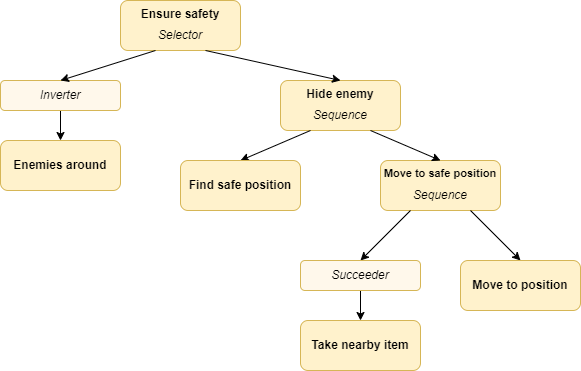 Ensure safety
Selector
Inverter
Hide enemy
Sequence
Enemies around
Find safe position
Move to safe position
Sequence
Succeeder
Move to position
Take nearby item